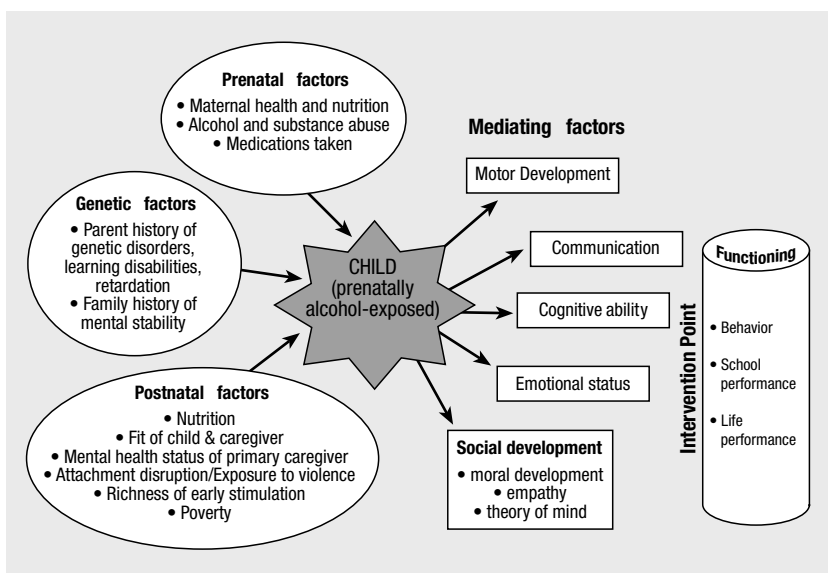 Prenatal factors
• Maternal health and nutrition
• Alcohol and substance abuse
• Medications taken
Genetic factors
• Parent history of
genetic disorders,
learning disabilities,
retardation
• Family history of
mental stability
Postnatal factors
• Nutrition
• Fit of child & caregiver
• Mental health status of primary caregiver
• Attachment disruption/Exposure to violence
• Richness of early stimulation
• Poverty
CHILD
(prenatally
alcohol-exposed)
Mediating factors
Motor Development
Communication
Cognitive ability
Emotional status
Social development
• moral development
• empathy
• theory of mind
Intervention Point
Functioning
• Behavior
• School
performance
• Life
performance